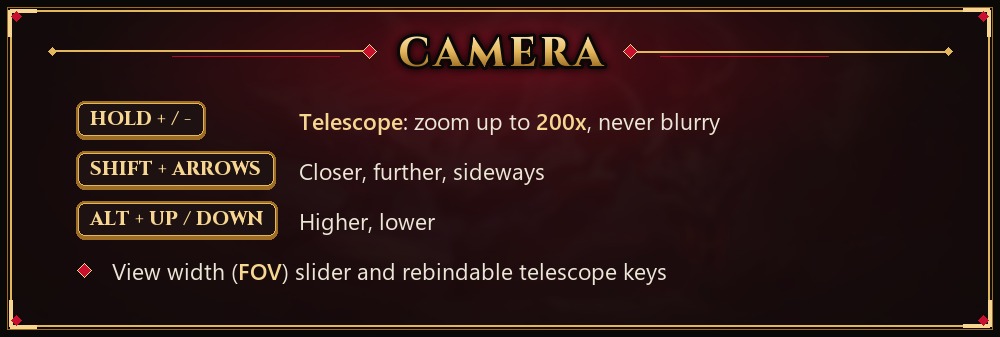 CAMERA
HOLD + / - Telescope: zoom up to 200x, never blurry
SHIFT + ARROWS Closer, further, sideways
ALT + UP / DOWN Higher, lower
View width (FOV) slider and rebindable telescope keys